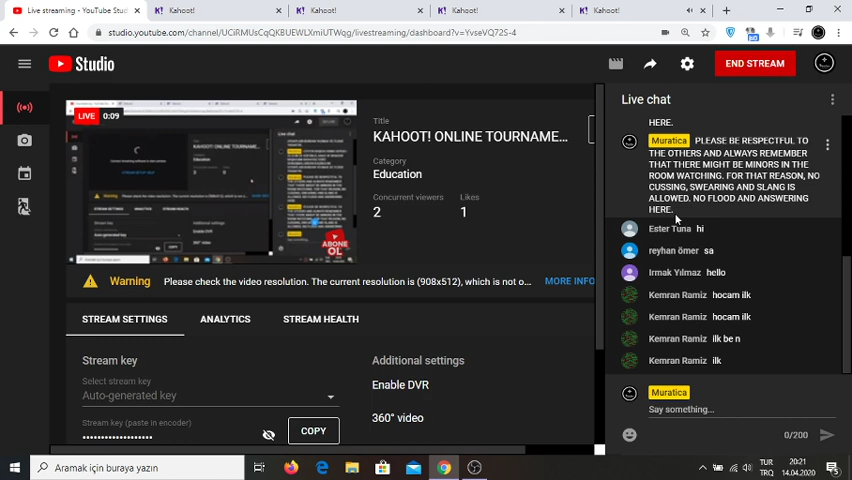 Live streaming - YouTube Stud
Kahoot!
Kahoot!
Kahoot!
Kahoot!
studio.youtube.com/channel/UCiRMUsCqQKBUEWLXmiUTWqg/livestreaming/dashboard?v=YvseVQ72S-4
Studio
END STREAM
LIVE 0:09
ABONE OL
Title
KAHOOT! ONLINE TOURNAME...
Category
Education
Concurrent viewers
Likes
2
1
Warning Please check the video resolution. The current resolution is (908x512), which is not o... MORE INFO
STREAM SETTINGS
ANALYTICS
STREAM HEALTH
Stream key
Select stream key
Auto-generated key
Stream key (paste in encoder)
COPY
Additional settings
Enable DVR
360° video
Live chat
HERE.
Muratica PLEASE BE RESPECTFUL TO
THE OTHERS AND ALWAYS REMEMBER
THAT THERE MIGHT BE MINORS IN THE
ROOM WATCHING. FOR THAT REASON, NO
CUSSING, SWEARING AND SLANG IS
ALLOWED. NO FLOOD AND ANSWERING
HERE.
Ester Tuna hi
reyhan ömer sa
Irmak Yılmaz hello
Kemran Ramiz hocam ilk
Kemran Ramiz hocam ilk
Kemran Ramiz ilk be n
Kemran Ramiz ilk
Muratica
Say something...
0/200
Aramak için buraya yazın
TUR
TRQ
20:21
14.04.2020
5